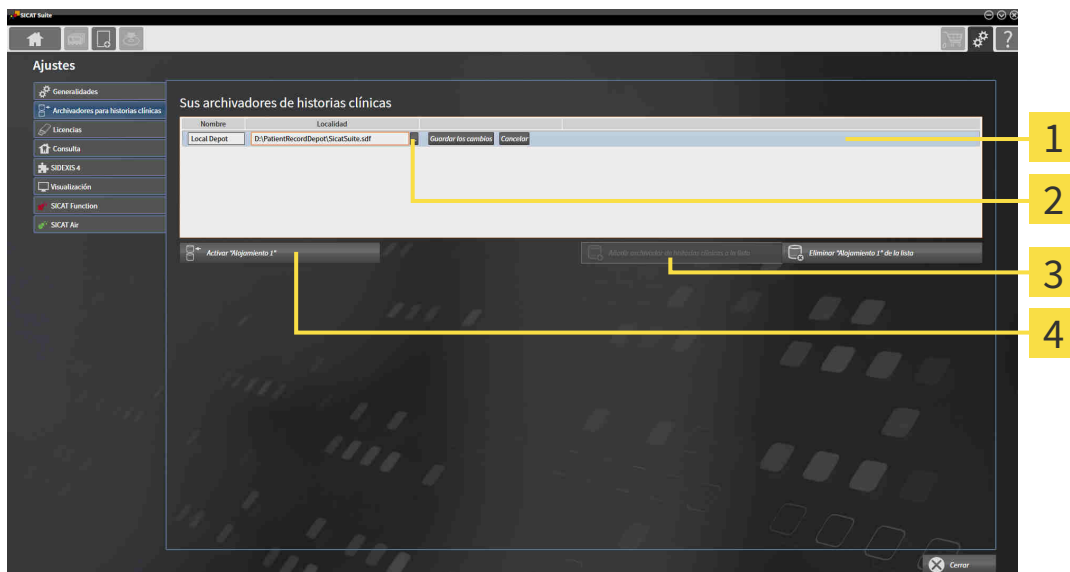 SICAT Suite
?
Ajustes
Generalidades
Archivadores para historias clínicas
Licencias
Consulta
SIDEXIS 4
Visualización
SICAT Function
SICAT Air
Sus archivadores de historias clínicas
Nombre Localidad
Local Depot D:\PatientRecordDepot\SicatSuite.sdf Guardar los cambios Cancelar
Activar "Alojamiento 1"
Eliminar "Alojamiento 1" de la lista
Cerrar
1
2
3
4